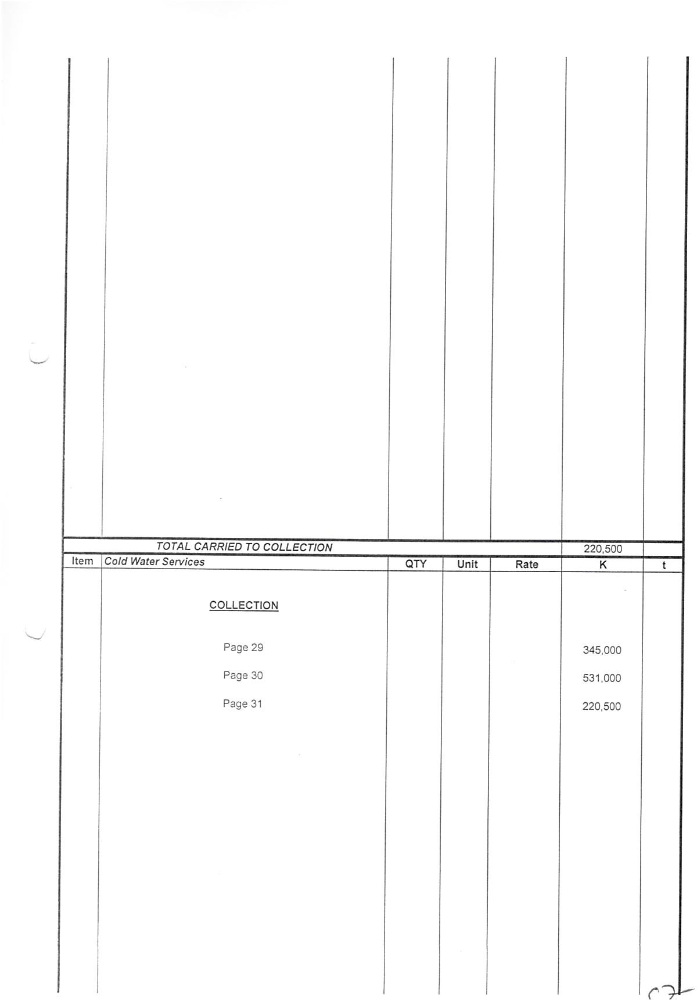 TOTAL CARRIED TO COLLECTION 220,500
Item Cold Water Services QTY Unit Rate K t
COLLECTION
Page 29 345,000
Page 30 531,000
Page 31 220,500